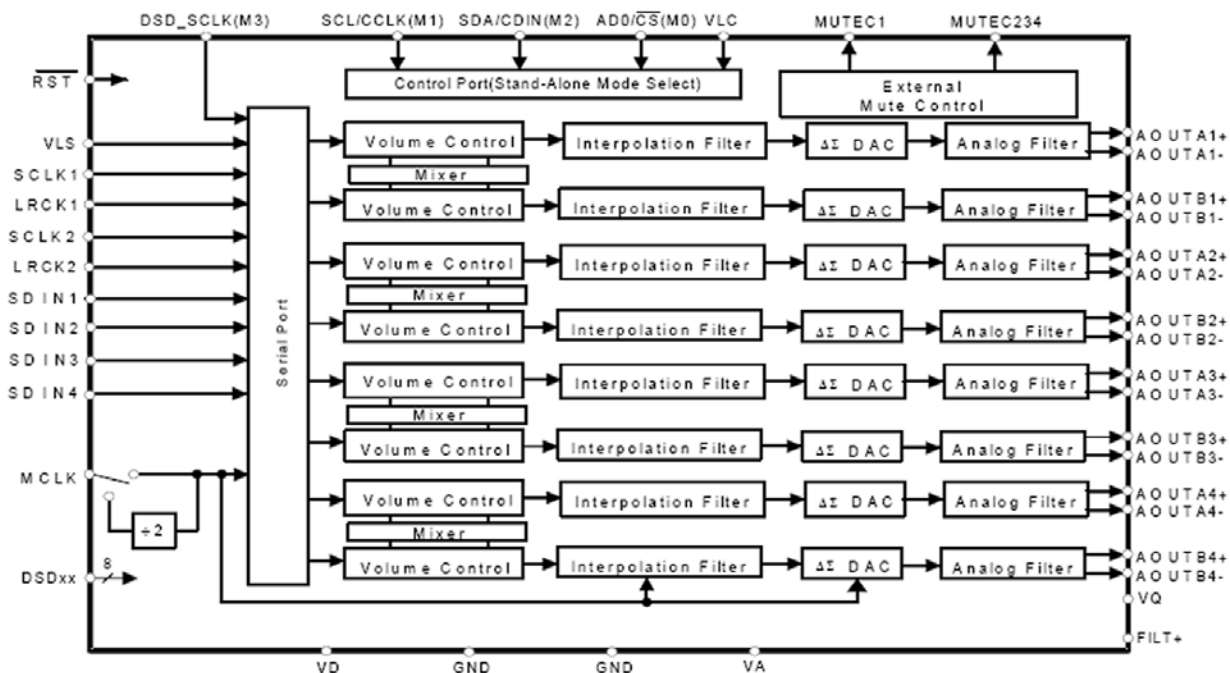 DSD_SCLK(M3)
SCL/CCLK(M1)
SDA/CDIN(M2)
AD0/CS(M0)
VLC
MUTEC1
MUTEC234
RST
Control Port(Stand-Alone Mode Select)
External
Mute Control
VLS
SCLK1
LRCK1
SCLK2
LRCK2
SDIN1
SDIN2
SDIN3
SDIN4
MCLK
÷2
DSDxx
8
Serial Port
Volume Control
Interpolation Filter
ΔΣ DAC
Analog Filter
AOUTA1+
AOUTA1-
Mixer
Volume Control
Interpolation Filter
ΔΣ DAC
Analog Filter
AOUTB1+
AOUTB1-
Volume Control
Interpolation Filter
ΔΣ DAC
Analog Filter
AOUTA2+
AOUTA2-
Mixer
Volume Control
Interpolation Filter
ΔΣ DAC
Analog Filter
AOUTB2+
AOUTB2-
Volume Control
Interpolation Filter
ΔΣ DAC
Analog Filter
AOUTA3+
AOUTA3-
Mixer
Volume Control
Interpolation Filter
ΔΣ DAC
Analog Filter
AOUTB3+
AOUTB3-
Volume Control
Interpolation Filter
ΔΣ DAC
Analog Filter
AOUTA4+
AOUTA4-
Mixer
Volume Control
Interpolation Filter
ΔΣ DAC
Analog Filter
AOUTB4+
AOUTB4-
VQ
FILT+
VD
GND
GND
VA